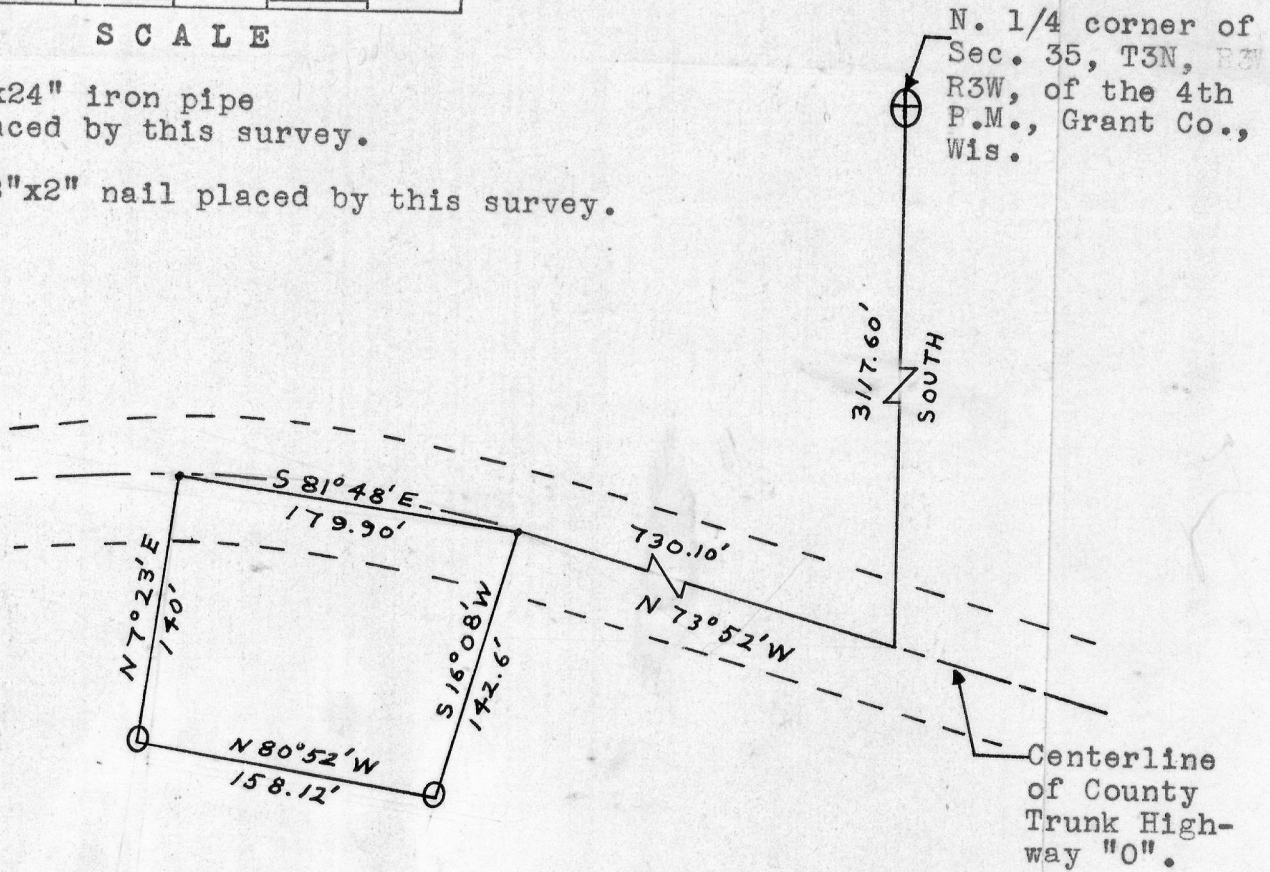 SCALE
x24" iron pipe
ced by this survey.
"x2" nail placed by this survey.
N. 1/4 corner of
Sec. 35, T3N, R3W
R3W, of the 4th
P.M., Grant Co.,
Wis.
3117.60'
SOUTH
S 81°48'E
179.90'
730.10'
N 73°52'W
N 7°23'E
140'
S 16°08'W
142.6'
N 80°52'W
158.12'
Centerline
of County
Trunk High-
way "O".